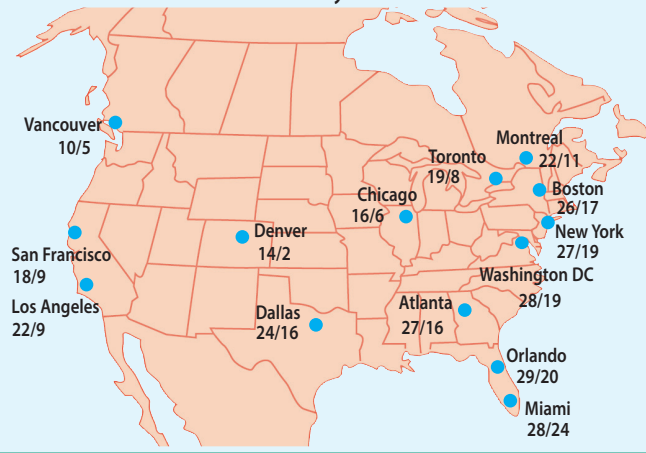 Vancouver
10/5
Montreal
22/11
Toronto
19/8
Boston
26/17
Chicago
16/6
New York
27/19
Denver
14/2
San Francisco
18/9
Washington DC
28/19
Los Angeles
22/9
Dallas
24/16
Atlanta
27/16
Orlando
29/20
Miami
28/24